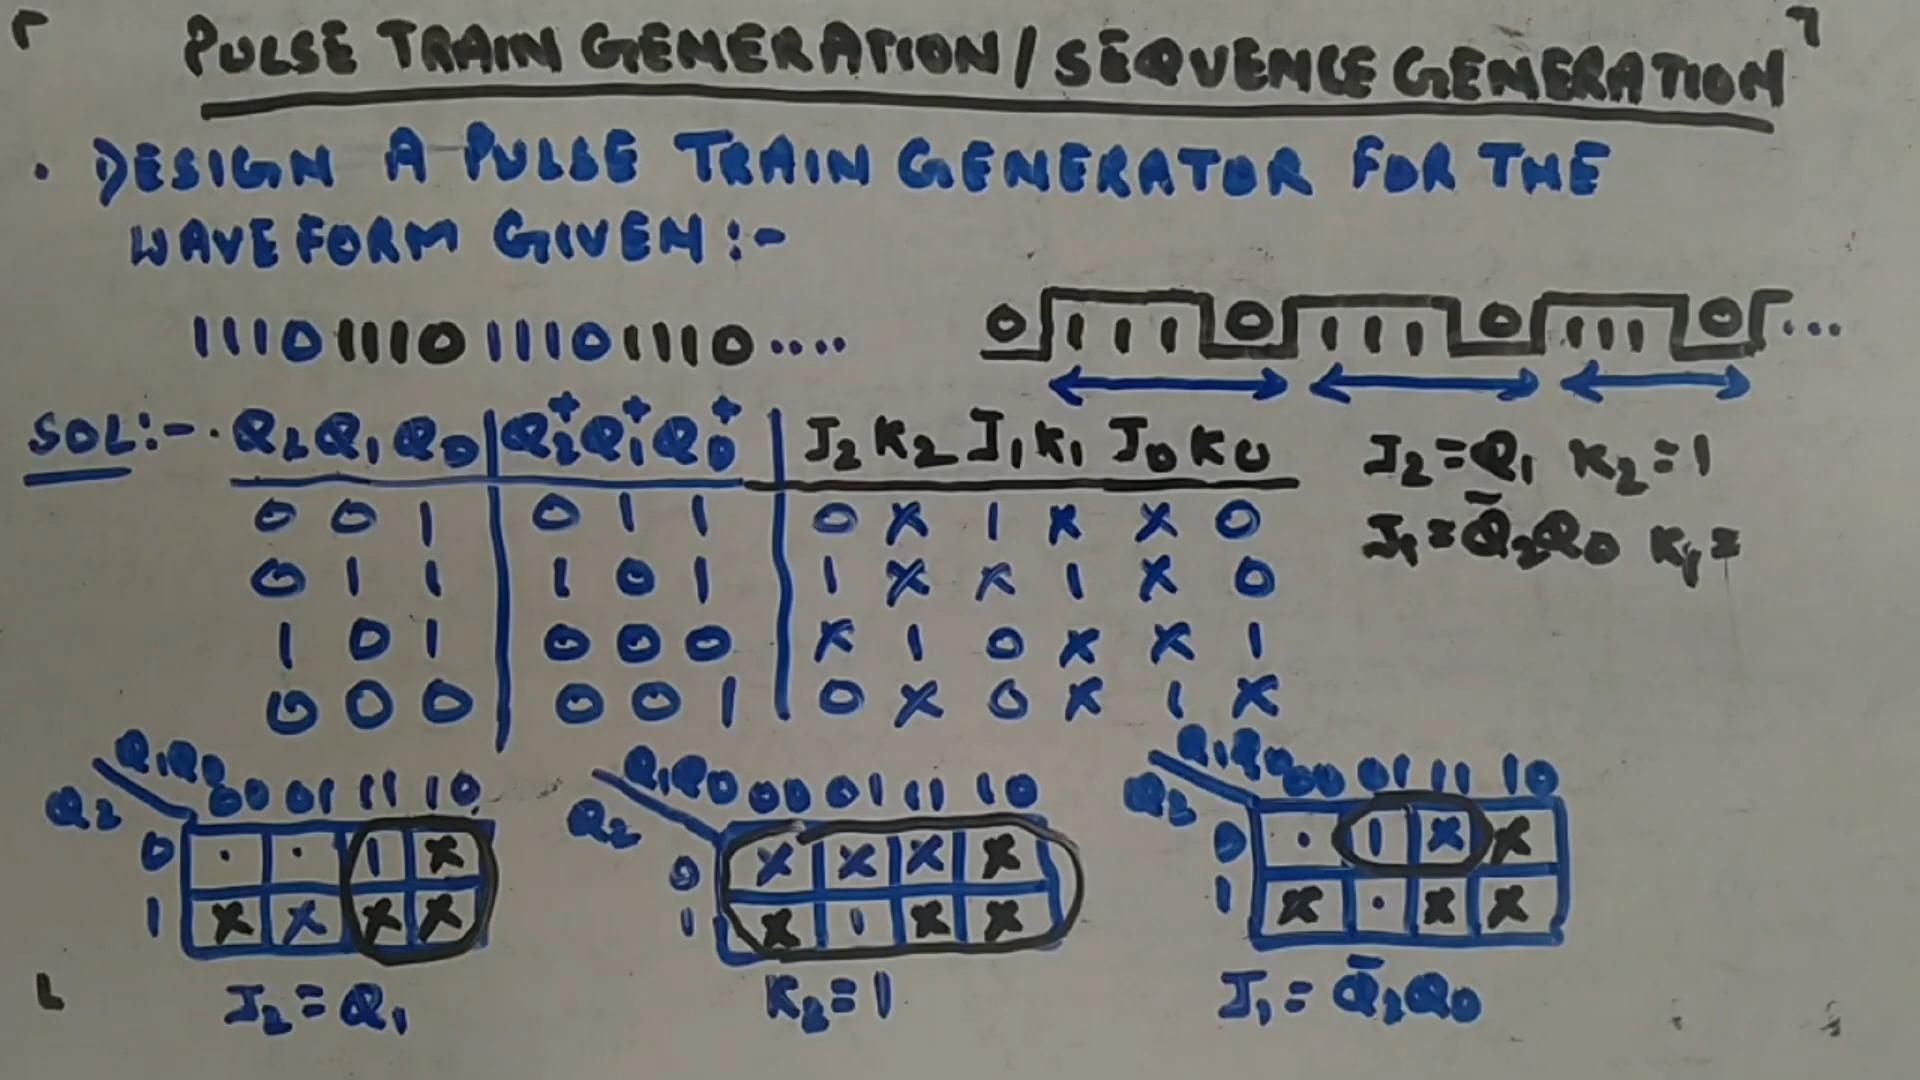 PULSE TRAIN GENERATION / SEQUENCE GENERATION
. DESIGN A PULSE TRAIN GENERATOR FOR THE
WAVEFORM GIVEN :-
1110111011101110....
0 1 1 1 0 1 1 1 0 1 1 1 0 ...
SOL:- . Q2 Q1 Q0 | Q2+ Q1+ Q0+ | J2 K2 J1 K1 J0 K0
0 0 1 | 0 1 1 | 0 X 1 X X 0
0 1 1 | 1 0 1 | 1 X X 1 X 0
1 0 1 | 0 0 0 | X 1 0 X X 1
0 0 0 | 0 0 1 | 0 X 0 X 1 X
J2 = Q1 K2 = 1
J1 = Q̄2Q0 K1 =
Q1Q0
Q2 00 01 11 10
0 . . 1 X
1 X X X X
J2 = Q1
Q1Q0
Q2 00 01 11 10
0 X X X X
1 X 1 X X
K2 = 1
Q1Q0
Q2 00 01 11 10
0 . 1 X X
1 X . X X
J1 = Q̄2Q0